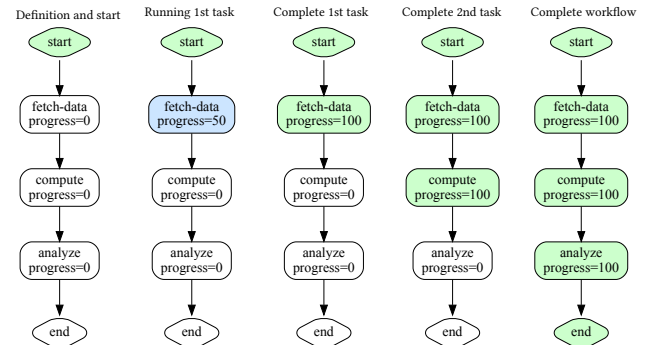 Definition and start
start
fetch-data
progress=0
compute
progress=0
analyze
progress=0
end
Running 1st task
start
fetch-data
progress=50
compute
progress=0
analyze
progress=0
end
Complete 1st task
start
fetch-data
progress=100
compute
progress=0
analyze
progress=0
end
Complete 2nd task
start
fetch-data
progress=100
compute
progress=100
analyze
progress=0
end
Complete workflow
start
fetch-data
progress=100
compute
progress=100
analyze
progress=100
end